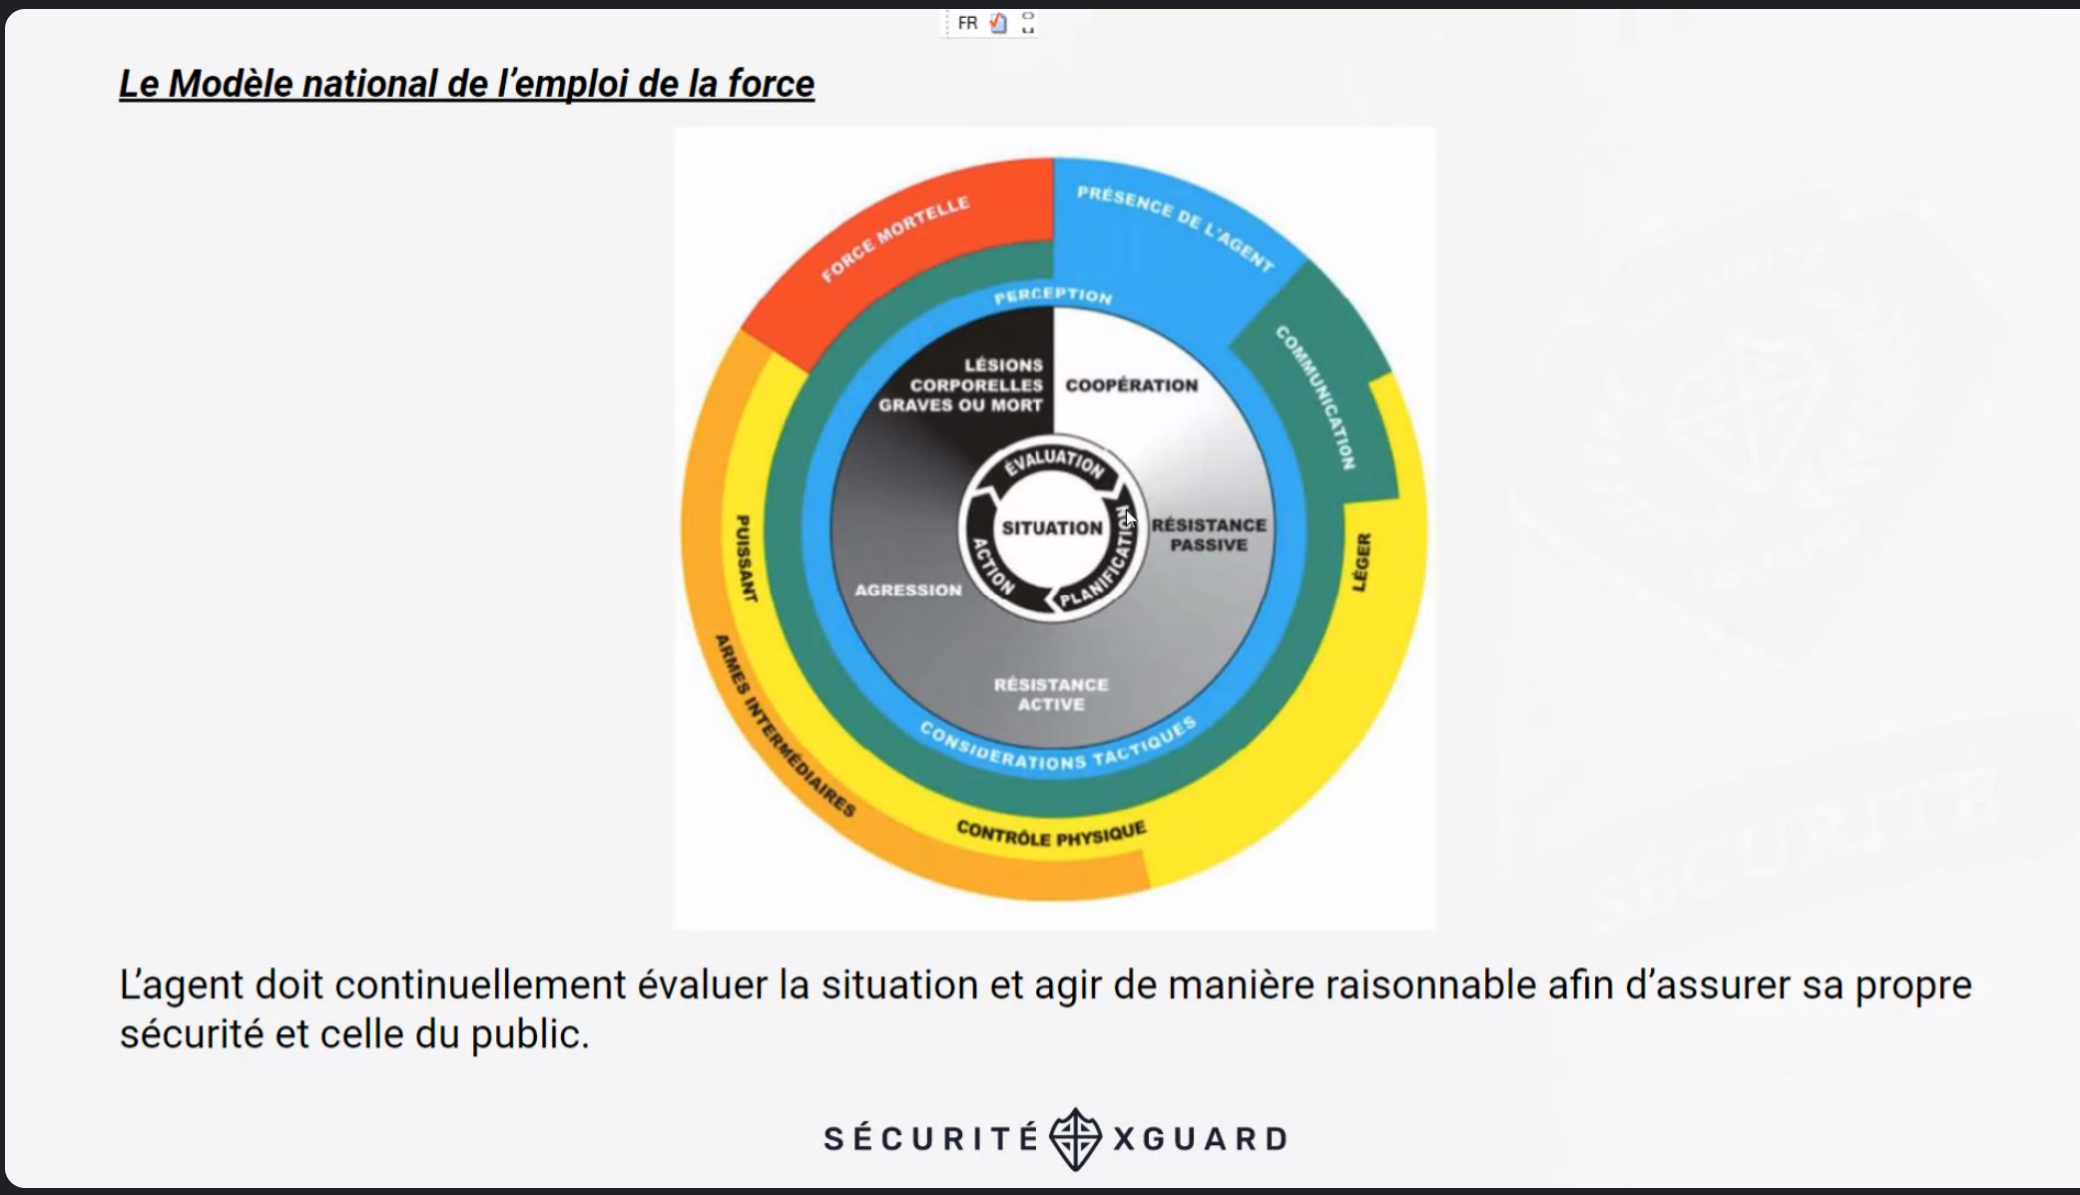 FR
Le Modèle national de l'emploi de la force
FORCE MORTELLE
PRÉSENCE DE L'AGENT
PERCEPTION
COMMUNICATION
LÉSIONS
CORPORELLES
GRAVES OU MORT
COOPÉRATION
ÉVALUATION
SITUATION
PLANIFICATION
ACTION
RÉSISTANCE
PASSIVE
PUISSANT
LÉGER
AGRESSION
RÉSISTANCE
ACTIVE
CONSIDERATIONS TACTIQUES
ARMES INTERMÉDIAIRES
CONTRÔLE PHYSIQUE
L'agent doit continuellement évaluer la situation et agir de manière raisonnable afin d'assurer sa propre
sécurité et celle du public.
SÉCURITÉ XGUARD
SÉCURITÉ